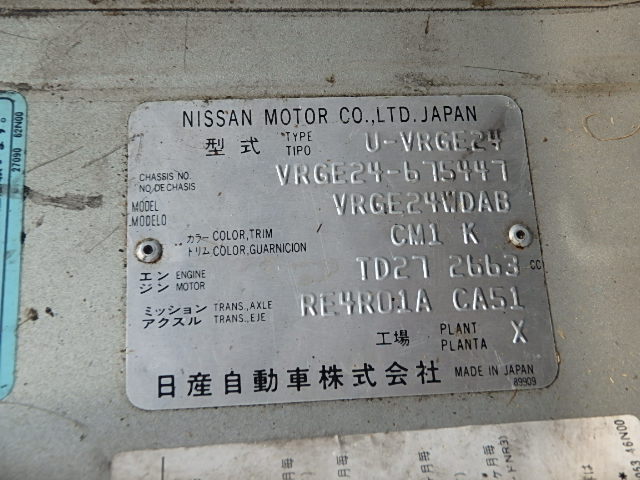 NISSAN MOTOR CO.,LTD. JAPAN
型式 *TYPE TIPO U-VRGE24
CHASSIS NO. NO.DE CHASIS VRGE24-675447
MODEL MODELO VRGE24WDAB
カラー COLOR,TRIM
トリム COLOR,GUARNICION CM1 K
エンジン ENGINE MOTOR TD27 2663 CC
ミッション TRANS.,AXLE
アクスル TRANS.,EJE RE4R01A CA51
工場 PLANT PLANTA X
日産自動車株式会社 MADE IN JAPAN
89909
27090 62N00
46N00